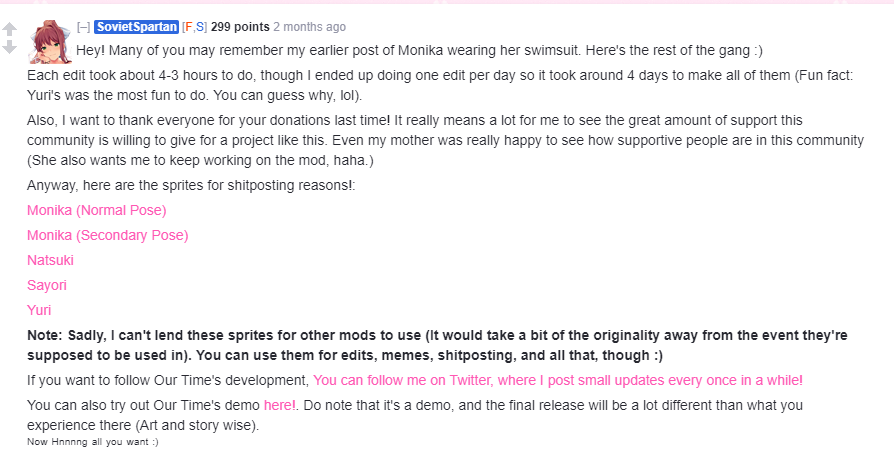 [–] SovietSpartan [F,S] 299 points 2 months ago
Hey! Many of you may remember my earlier post of Monika wearing her swimsuit. Here's the rest of the gang :)
Each edit took about 4-3 hours to do, though I ended up doing one edit per day so it took around 4 days to make all of them (Fun fact:
Yuri's was the most fun to do. You can guess why, lol).
Also, I want to thank everyone for your donations last time! It really means a lot for me to see the great amount of support this
community is willing to give for a project like this. Even my mother was really happy to see how supportive people are in this community
(She also wants me to keep working on the mod, haha.)
Anyway, here are the sprites for shitposting reasons!:
Monika (Normal Pose)
Monika (Secondary Pose)
Natsuki
Sayori
Yuri
Note: Sadly, I can't lend these sprites for other mods to use (It would take a bit of the originality away from the event they're
supposed to be used in). You can use them for edits, memes, shitposting, and all that, though :)
If you want to follow Our Time's development, You can follow me on Twitter, where I post small updates every once in a while!
You can also try out Our Time's demo here!. Do note that it's a demo, and the final release will be a lot different than what you
experience there (Art and story wise).
Now Hnnnng all you want :)